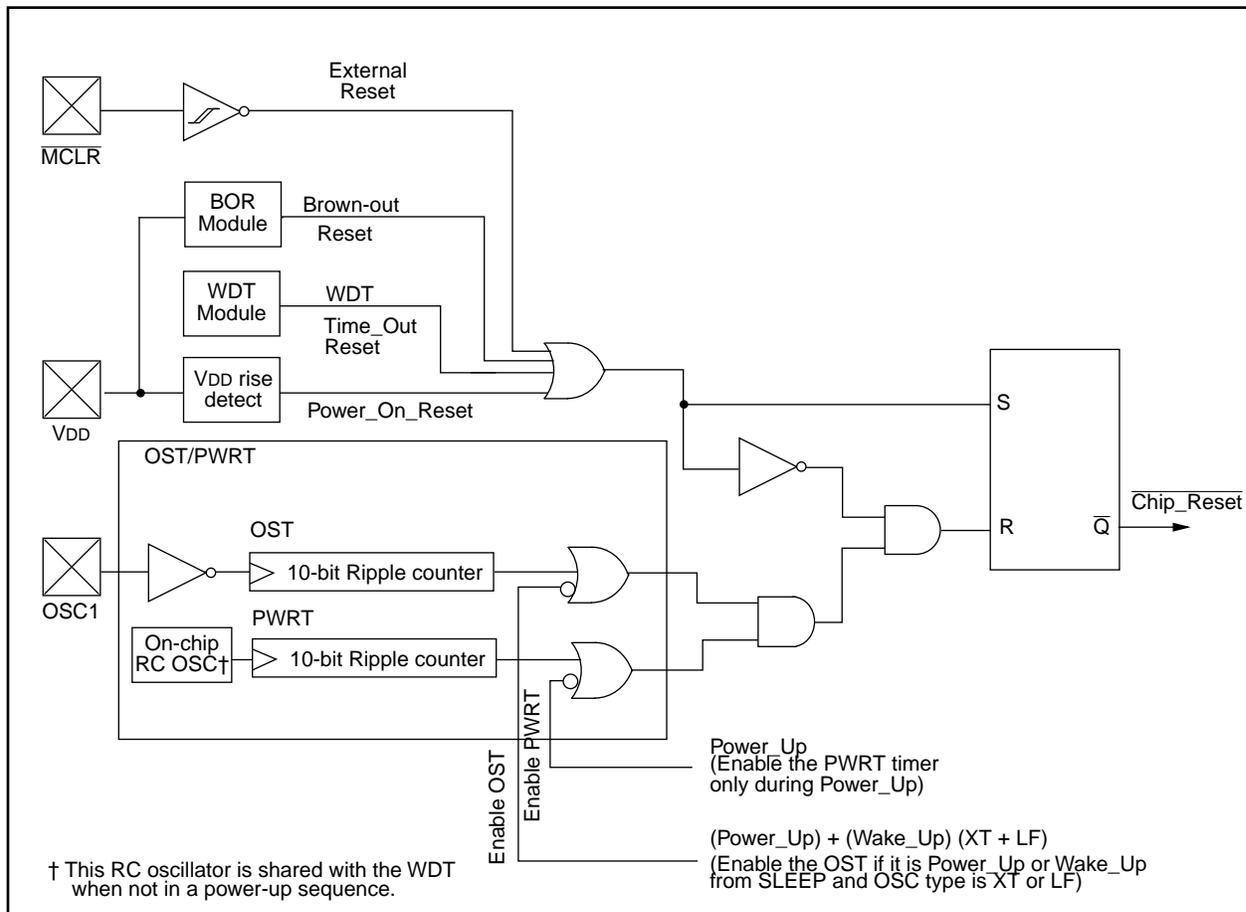 External
Reset
MCLR
BOR
Module
Brown-out
Reset
WDT
Module
WDT
Time_Out
Reset
VDD rise
detect
Power_On_Reset
VDD
S
OST/PWRT
Chip_Reset
R
Q
OST
10-bit Ripple counter
OSC1
PWRT
On-chip
RC OSC†
10-bit Ripple counter
Enable OST
Enable PWRT
Power_Up
(Enable the PWRT timer
only during Power_Up)
(Power_Up) + (Wake_Up) (XT + LF)
(Enable the OST if it is Power_Up or Wake_Up
from SLEEP and OSC type is XT or LF)
† This RC oscillator is shared with the WDT
when not in a power-up sequence.